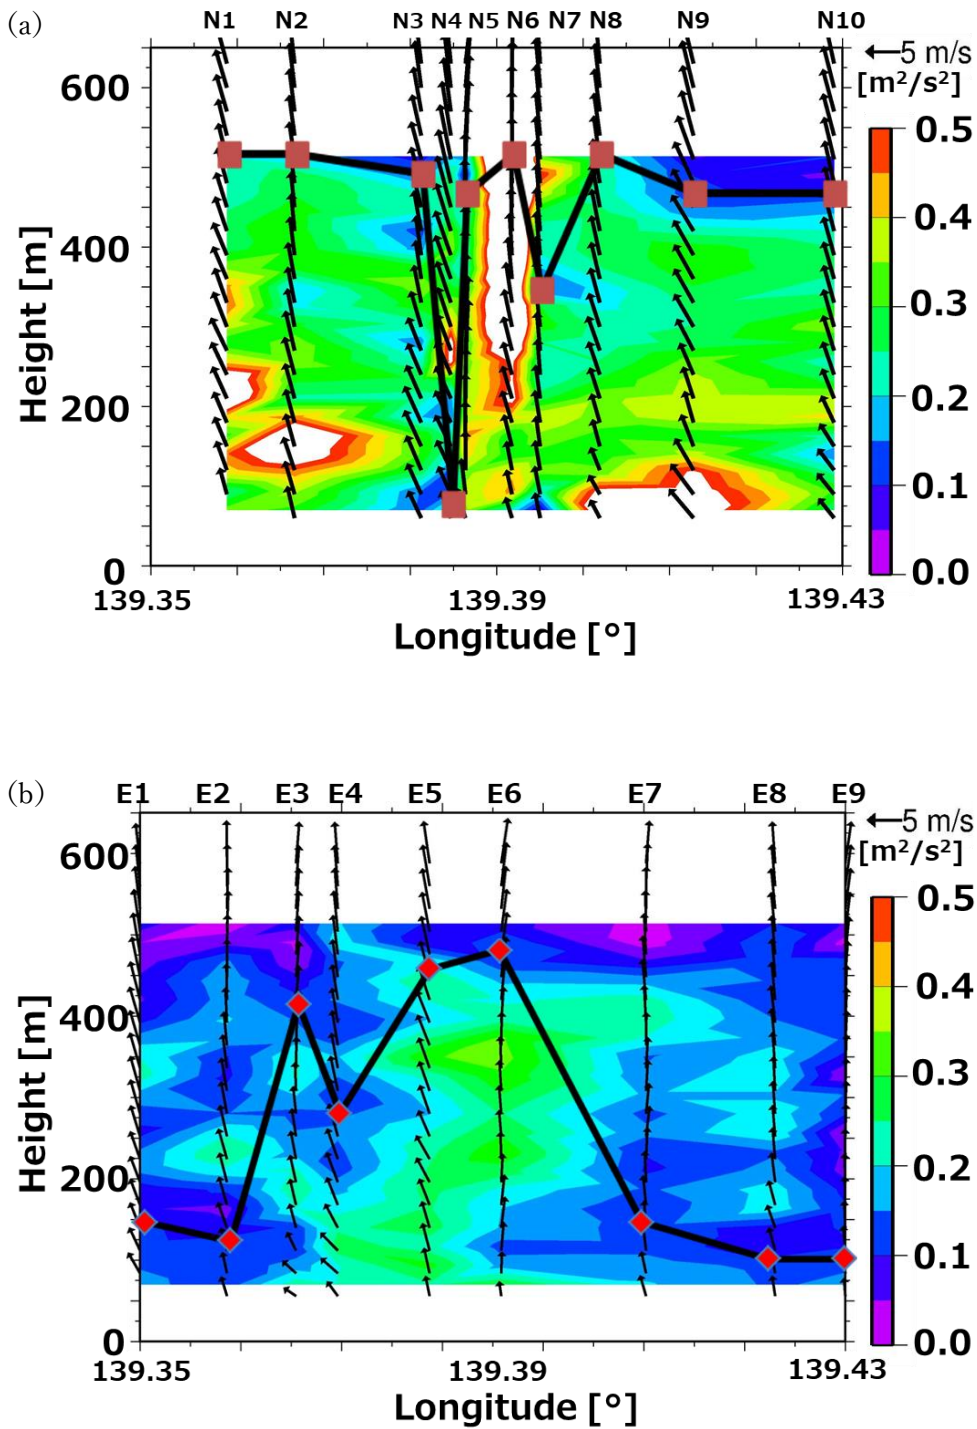 (a)
N1 N2 N3 N4 N5 N6 N7 N8 N9 N10
5 m/s
[m²/s²]
600
400
200
0
Height [m]
139.35 139.39 139.43
Longitude [°]
0.5
0.4
0.3
0.2
0.1
0.0
(b)
E1 E2 E3 E4 E5 E6 E7 E8 E9
5 m/s
[m²/s²]
600
400
200
0
Height [m]
139.35 139.39 139.43
Longitude [°]
0.5
0.4
0.3
0.2
0.1
0.0